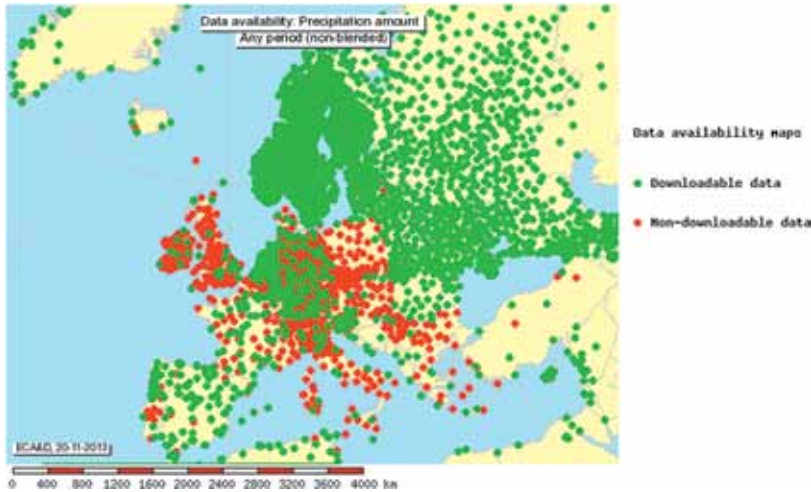 Data availability: Precipitation amount
Any period (non-blended)
Data availability maps
Downloadable data
Non-downloadable data
ECA&D, 20-11-2013
0 400 800 1200 1600 2000 2400 2800 3200 3600 4000 km